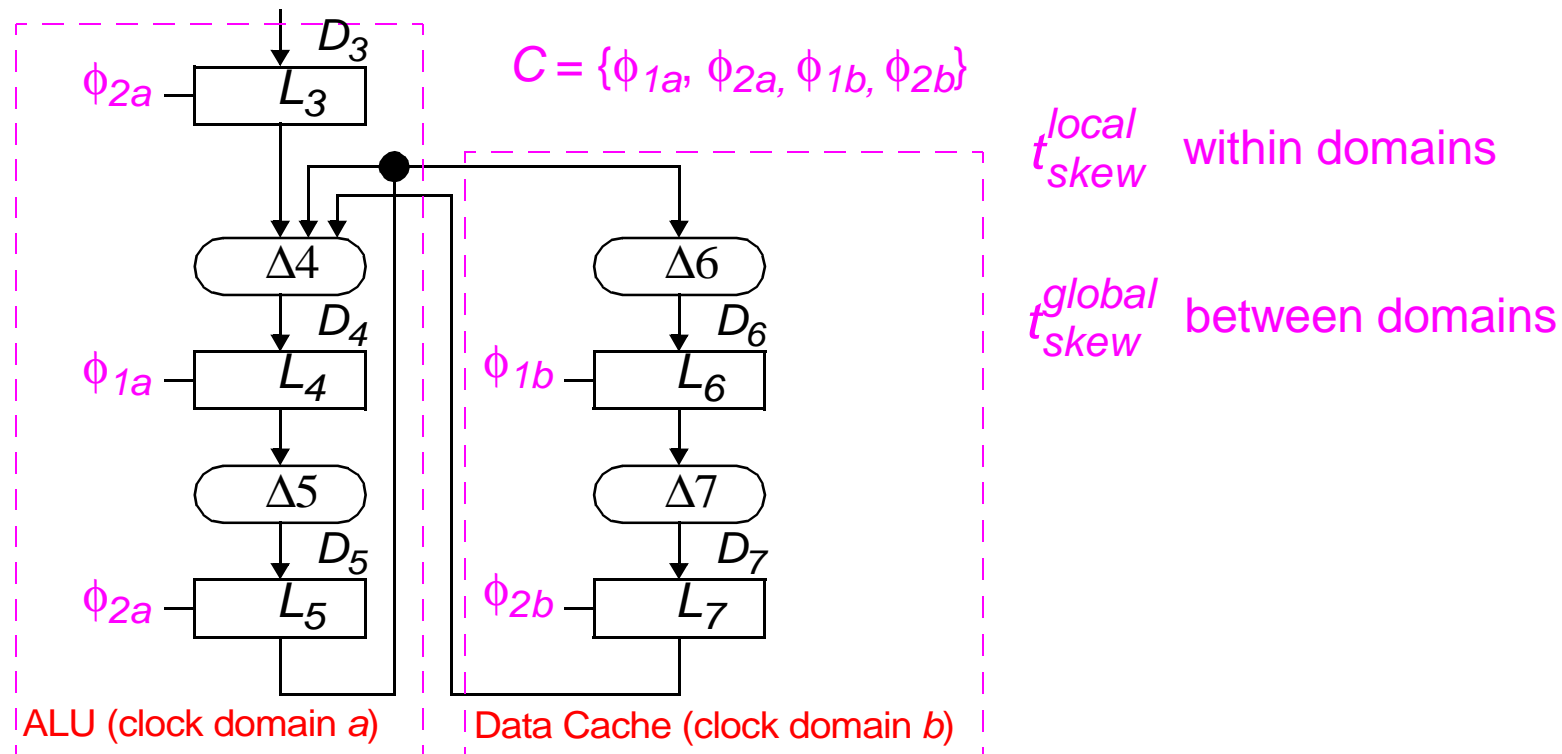 D₃
ϕ₂ₐ
L₃
C = {ϕ₁ₐ, ϕ₂ₐ, ϕ₁b, ϕ₂b}
t_skew^local within domains
Δ4
Δ6
t_skew^global between domains
D₄
D₆
ϕ₁ₐ
L₄
ϕ₁b
L₆
Δ5
Δ7
D₅
D₇
ϕ₂ₐ
L₅
ϕ₂b
L₇
ALU (clock domain a)
Data Cache (clock domain b)